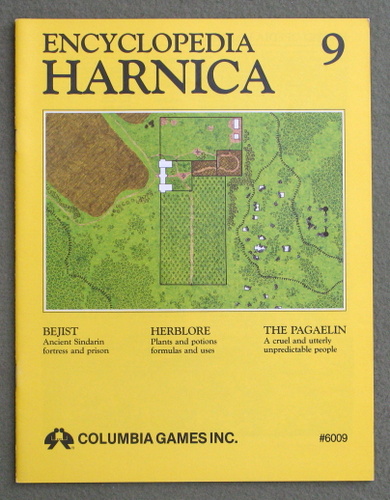 ENCYCLOPEDIA 9
HARNICA
BEJIST
Ancient Sindarin
fortress and prison
HERBLORE
Plants and potions
formulas and uses
THE PAGAELIN
A cruel and utterly
unpredictable people
COLUMBIA GAMES INC. #6009